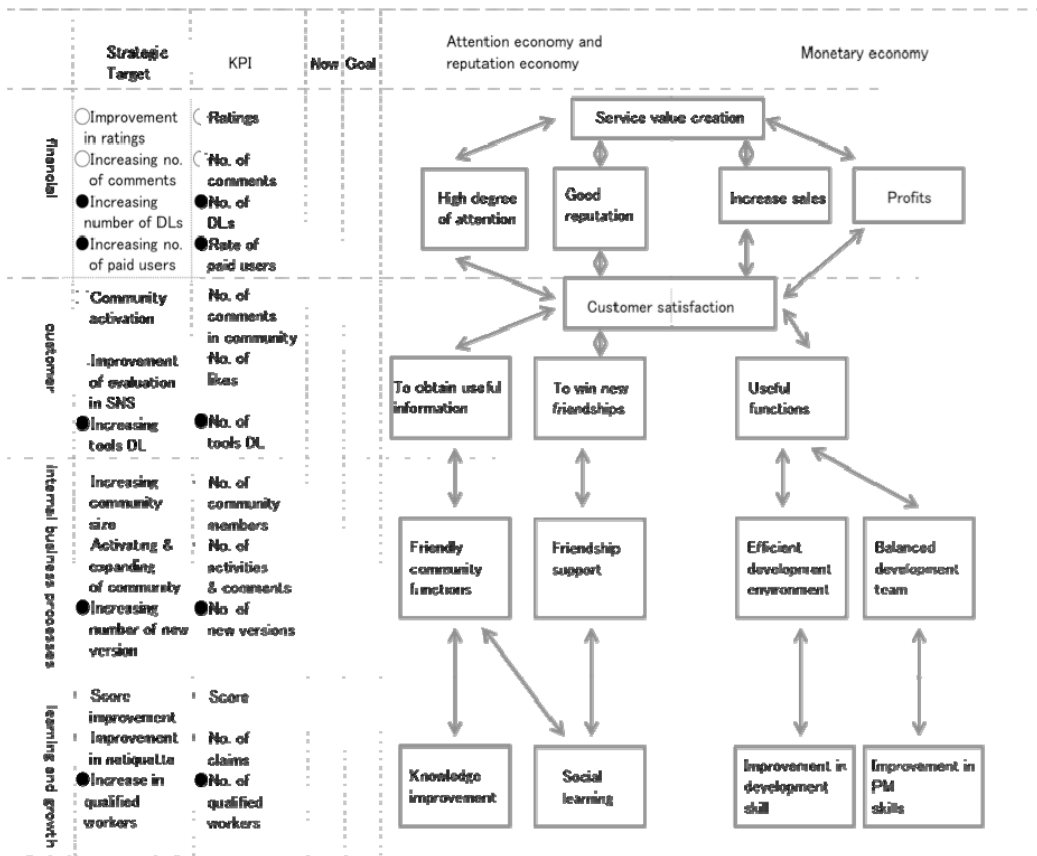 Strategic
Target
KPI
Now
Goal
Attention economy and
reputation economy
Monetary economy
financial
Improvement
in ratings
Increasing no.
of comments
Increasing
number of DLs
Increasing no.
of paid users
Ratings
No. of
comments
No. of
DLs
Rate of
paid users
Service value creation
High degree
of attention
Good
reputation
Increase sales
Profits
customer
Community
activation
Improvement
of evaluation
in SNS
Increasing
tools DL
No. of
comments
in community
No. of
likes
No. of
tools DL
Customer satisfaction
To obtain useful
information
To win new
friendships
Useful
functions
internal business processes
Increasing
community
size
Activating &
expanding
of community
Increasing
number of new
version
No. of
community
members
No. of
activities
& comments
No. of
new versions
Friendly
community
functions
Friendship
support
Efficient
development
environment
Balanced
development
team
learning and growth
Score
improvement
Improvement
in netiquette
Increase in
qualified
workers
Score
No. of
claims
No. of
qualified
workers
Knowledge
improvement
Social
learning
Improvement in
development
skill
Improvement in
PM
skills